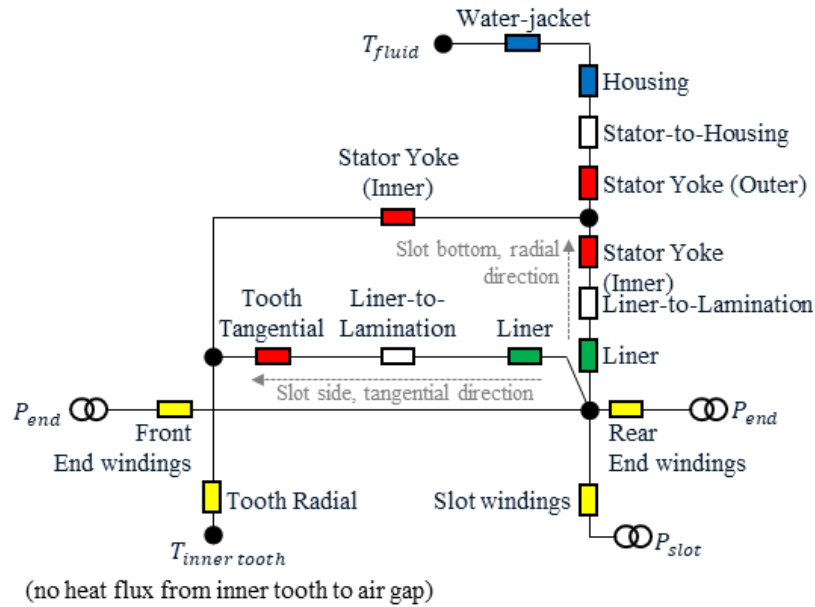 Water-jacket
T_fluid
Housing
Stator-to-Housing
Stator Yoke
(Inner)
Stator Yoke (Outer)
Slot bottom, radial
direction
Stator Yoke
(Inner)
Liner-to-Lamination
Tooth
Tangential
Liner-to-
Lamination
Liner
Liner
Slot side, tangential direction
P_end
Front
End windings
Rear
End windings
P_end
Tooth Radial
Slot windings
T_inner tooth
P_slot
(no heat flux from inner tooth to air gap)